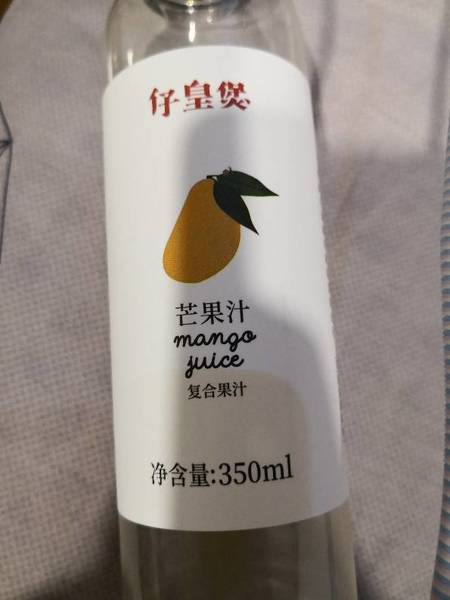 仔皇煲
芒果汁
mango
juice
复合果汁
净含量:350ml